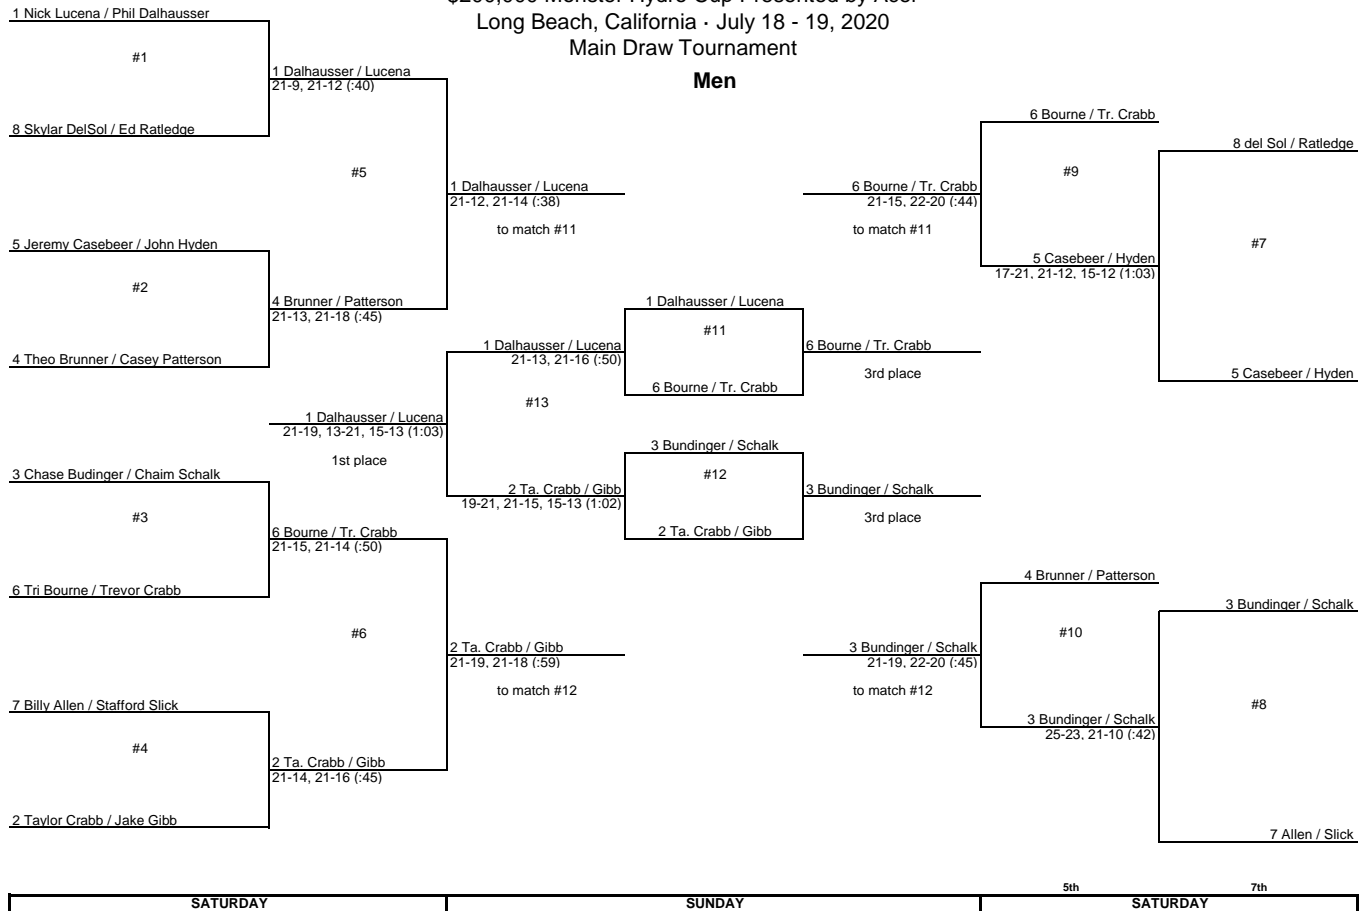 $200,000 Monster Hydro Cup Presented by Acer
Long Beach, California · July 18 - 19, 2020
Main Draw Tournament
Men
1 Nick Lucena / Phil Dalhausser
#1
1 Dalhausser / Lucena
21-9, 21-12 (:40)
8 Skylar DelSol / Ed Ratledge
#5
1 Dalhausser / Lucena
21-12, 21-14 (:38)
to match #11
5 Jeremy Casebeer / John Hyden
#2
4 Brunner / Patterson
21-13, 21-18 (:45)
4 Theo Brunner / Casey Patterson
1 Dalhausser / Lucena
21-19, 13-21, 15-13 (1:03)
1st place
3 Chase Budinger / Chaim Schalk
#3
6 Bourne / Tr. Crabb
21-15, 21-14 (:50)
6 Tri Bourne / Trevor Crabb
#6
2 Ta. Crabb / Gibb
21-19, 21-18 (:59)
to match #12
7 Billy Allen / Stafford Slick
#4
2 Ta. Crabb / Gibb
21-14, 21-16 (:45)
2 Taylor Crabb / Jake Gibb
1 Dalhausser / Lucena
21-13, 21-16 (:50)
#13
2 Ta. Crabb / Gibb
19-21, 21-15, 15-13 (1:02)
1 Dalhausser / Lucena
#11
6 Bourne / Tr. Crabb
6 Bourne / Tr. Crabb
3rd place
3 Bundinger / Schalk
#12
2 Ta. Crabb / Gibb
3 Bundinger / Schalk
3rd place
6 Bourne / Tr. Crabb
21-15, 22-20 (:44)
to match #11
6 Bourne / Tr. Crabb
#9
5 Casebeer / Hyden
17-21, 21-12, 15-12 (1:03)
8 del Sol / Ratledge
#7
5 Casebeer / Hyden
3 Bundinger / Schalk
21-19, 22-20 (:45)
to match #12
4 Brunner / Patterson
#10
3 Bundinger / Schalk
25-23, 21-10 (:42)
3 Bundinger / Schalk
#8
7 Allen / Slick
5th
7th
SATURDAY
SUNDAY
SATURDAY